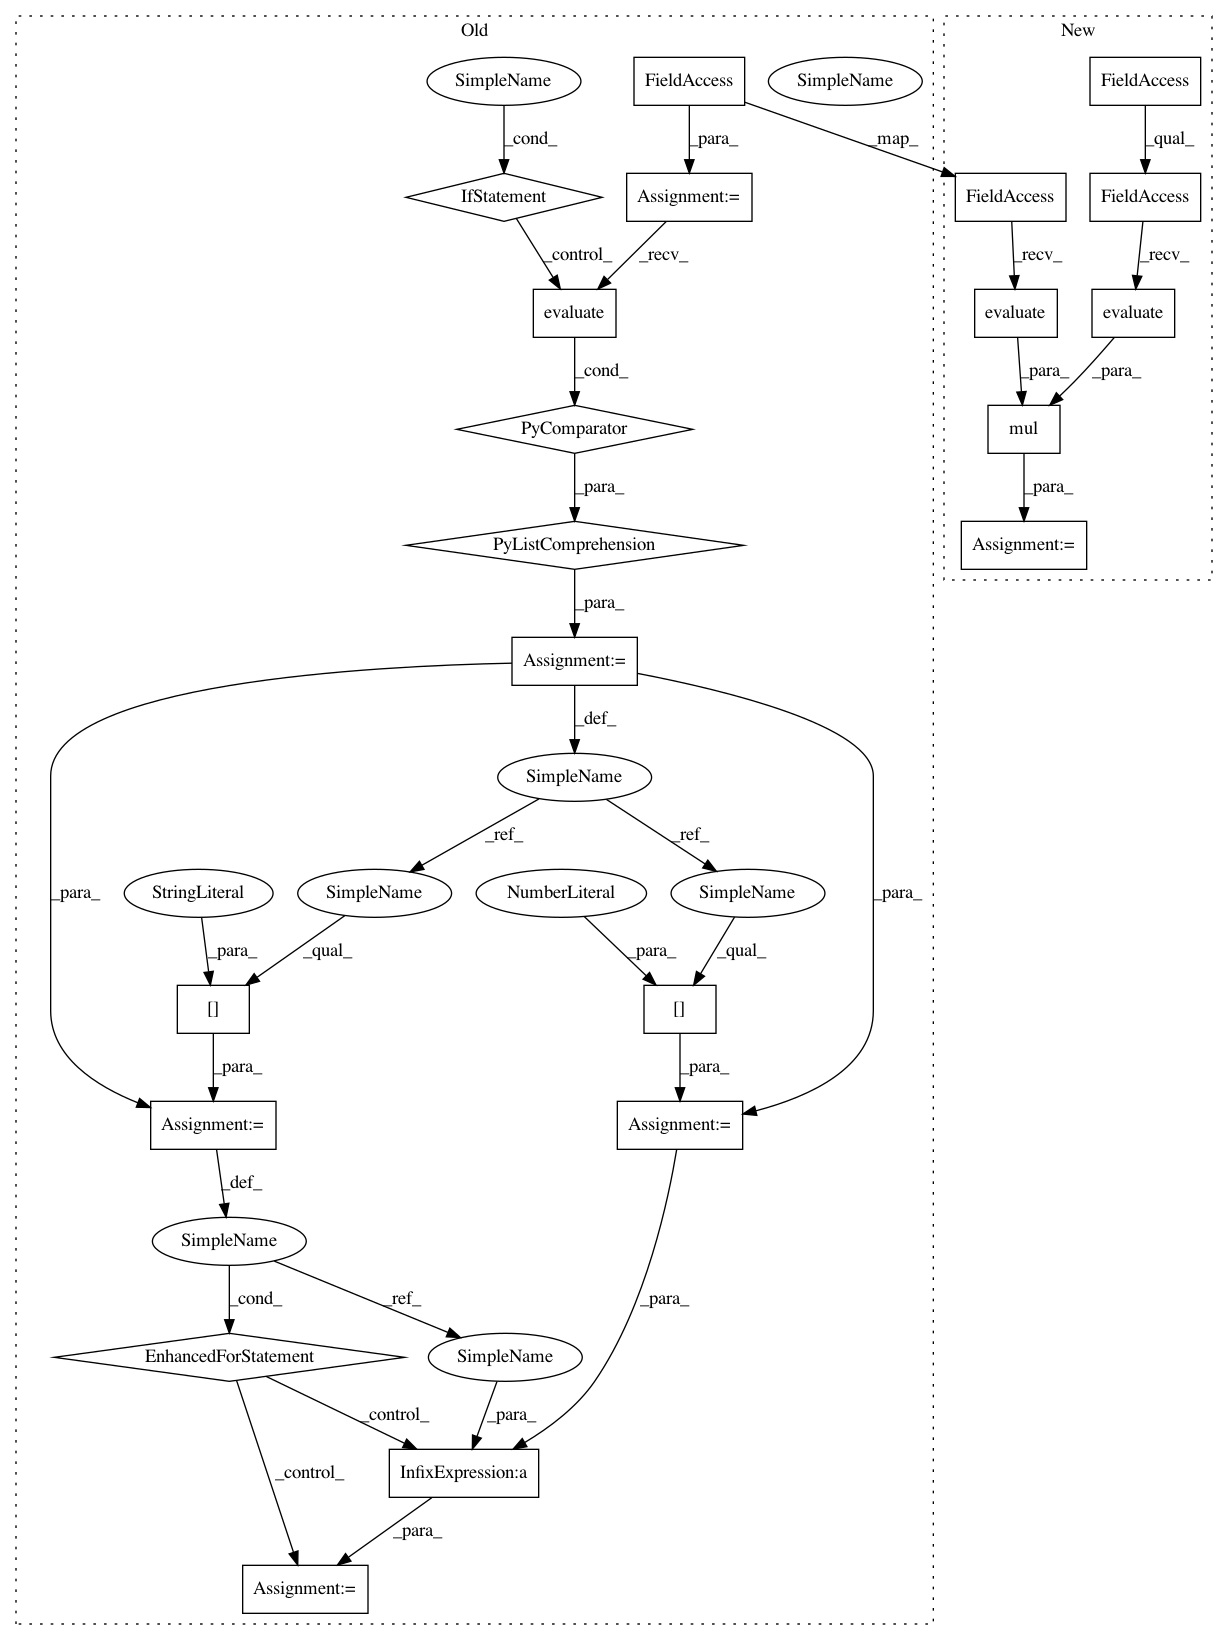 Old
New
SimpleName
FieldAccess
SimpleName
FieldAccess
_cond_
_para_
_map_
_qual_
IfStatement
Assignment:=
FieldAccess
FieldAccess
_control_
_recv_
_recv_
_recv_
evaluate
evaluate
evaluate
_cond_
_para_
_para_
PyComparator
mul
_para_
_para_
PyListComprehension
Assignment:=
_para_
Assignment:=
_def_
SimpleName
_ref_
_ref_
_para_
StringLiteral
SimpleName
NumberLiteral
SimpleName
_para_
_para_
_qual_
_para_
_qual_
[]
[]
_para_
_para_
Assignment:=
Assignment:=
_def_
SimpleName
_cond_
_ref_
_para_
EnhancedForStatement
SimpleName
_control_
_para_
_control_
InfixExpression:a
_para_
Assignment:=